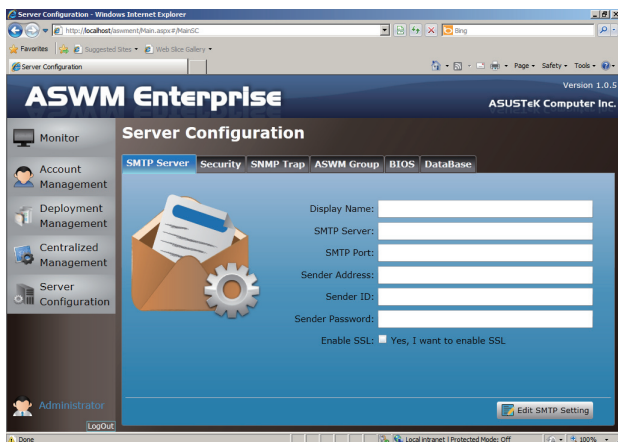 Server Configuration - Windows Internet Explorer
http://localhost/aswment/Main.aspx#/MainSC
Bing
Favorites Suggested Sites Web Slice Gallery
Server Configuration
Page Safety Tools
ASWM Enterprise
Version 1.0.5
ASUSTeK Computer Inc.
Monitor
Account Management
Deployment Management
Centralized Management
Server Configuration
Server Configuration
SMTP Server Security SNMP Trap ASWM Group BIOS DataBase
Display Name:
SMTP Server:
SMTP Port:
Sender Address:
Sender ID:
Sender Password:
Enable SSL: Yes, I want to enable SSL
Edit SMTP Setting
Administrator
LogOut
Done
Local intranet | Protected Mode: Off
100%